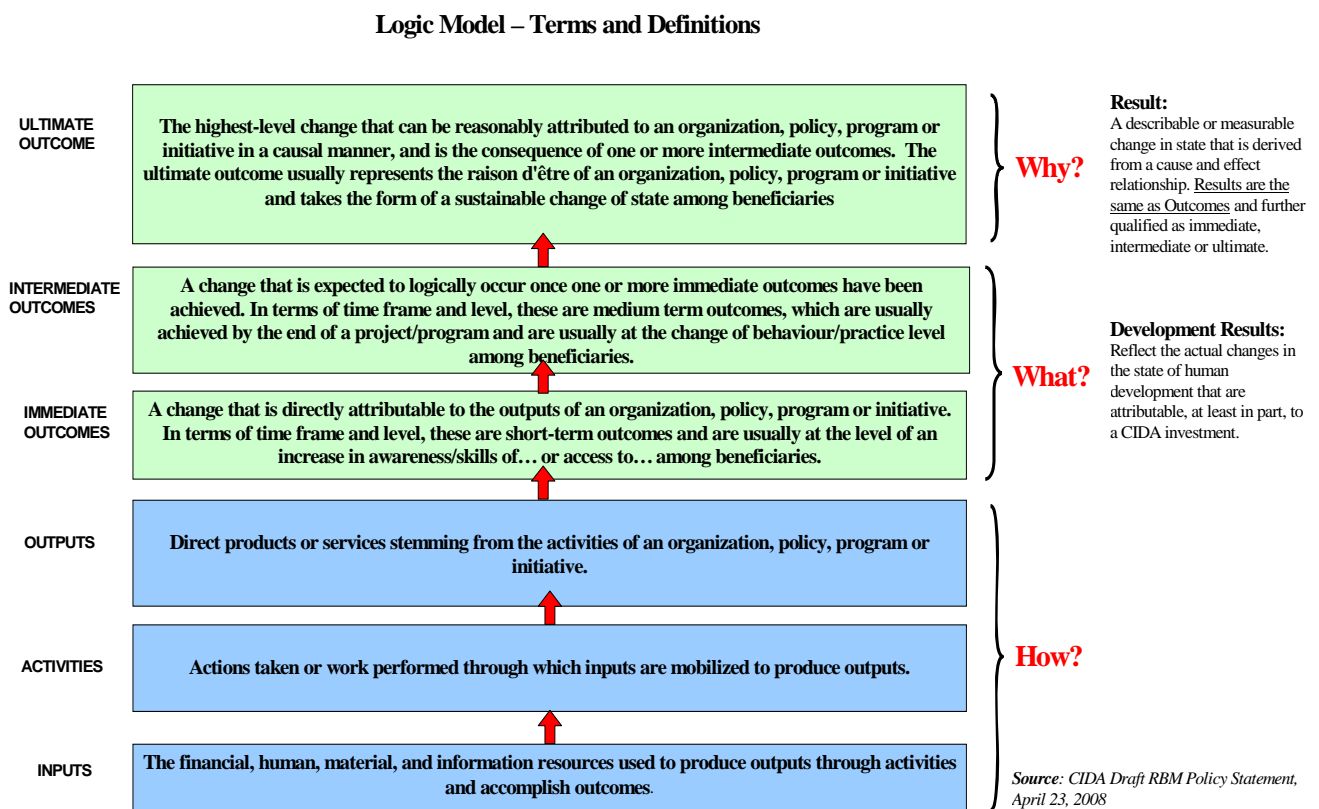 Logic Model – Terms and Definitions
ULTIMATE
OUTCOME
The highest-level change that can be reasonably attributed to an organization, policy, program or
initiative in a causal manner, and is the consequence of one or more intermediate outcomes. The
ultimate outcome usually represents the raison d'être of an organization, policy, program or initiative
and takes the form of a sustainable change of state among beneficiaries
Why?
Result:
A describable or measurable
change in state that is derived
from a cause and effect
relationship. Results are the
same as Outcomes and further
qualified as immediate,
intermediate or ultimate.
INTERMEDIATE
OUTCOMES
A change that is expected to logically occur once one or more immediate outcomes have been
achieved. In terms of time frame and level, these are medium term outcomes, which are usually
achieved by the end of a project/program and are usually at the change of behaviour/practice level
among beneficiaries.
What?
Development Results:
Reflect the actual changes in
the state of human
development that are
attributable, at least in part, to
a CIDA investment.
IMMEDIATE
OUTCOMES
A change that is directly attributable to the outputs of an organization, policy, program or initiative.
In terms of time frame and level, these are short-term outcomes and are usually at the level of an
increase in awareness/skills of… or access to… among beneficiaries.
OUTPUTS
Direct products or services stemming from the activities of an organization, policy, program or
initiative.
ACTIVITIES
Actions taken or work performed through which inputs are mobilized to produce outputs.
How?
INPUTS
The financial, human, material, and information resources used to produce outputs through activities
and accomplish outcomes.
Source: CIDA Draft RBM Policy Statement,
April 23, 2008